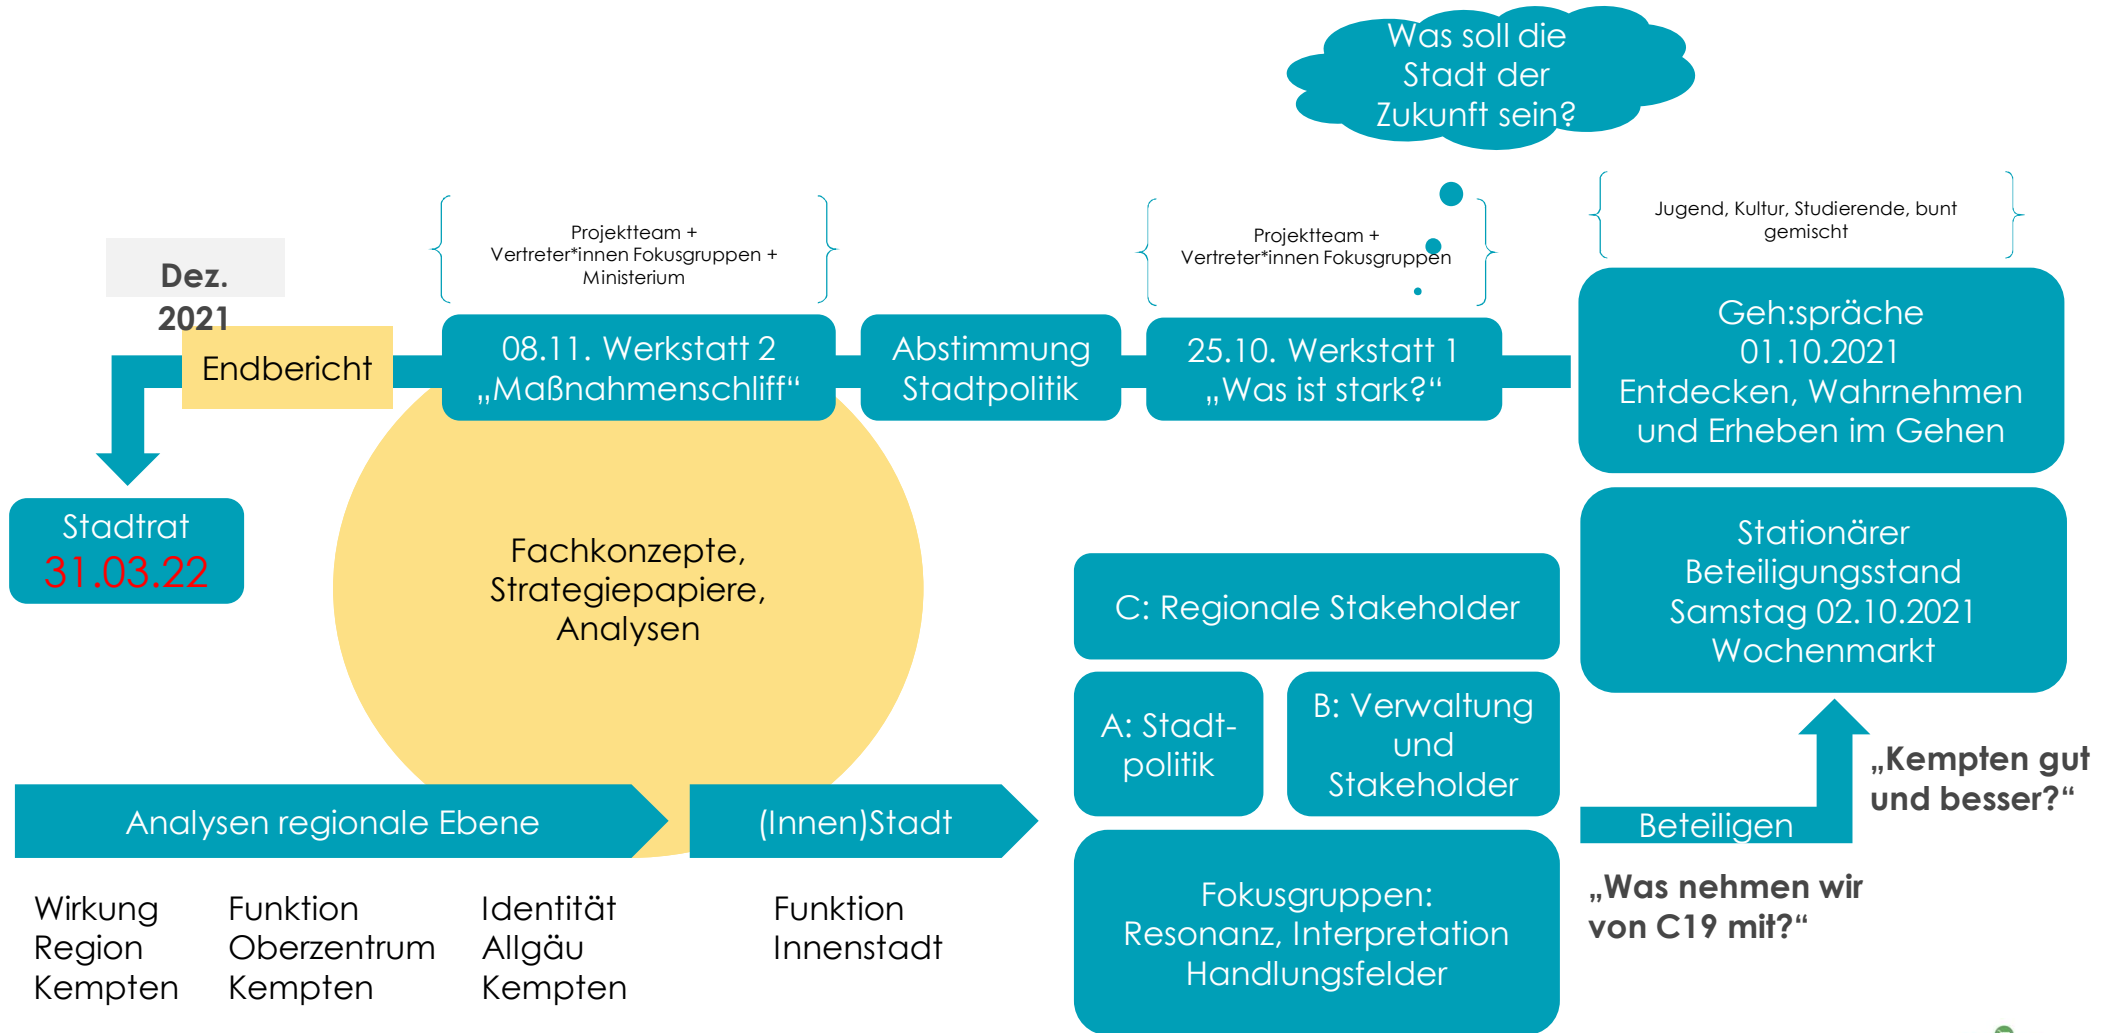 Was soll die
Stadt der
Zukunft sein?
Projektteam +
Vertreter*innen Fokusgruppen +
Ministerium
Projektteam +
Vertreter*innen Fokusgruppen
Jugend, Kultur, Studierende, bunt
gemischt
Dez.
2021
Endbericht
08.11. Werkstatt 2
„Maßnahmenschliff“
Abstimmung
Stadtpolitik
25.10. Werkstatt 1
„Was ist stark?“
Geh:spräche
01.10.2021
Entdecken, Wahrnehmen
und Erheben im Gehen
Stadtrat
31.03.22
Fachkonzepte,
Strategiepapiere,
Analysen
Stationärer
Beteiligungsstand
Samstag 02.10.2021
Wochenmarkt
C: Regionale Stakeholder
A: Stadt-
politik
B: Verwaltung
und
Stakeholder
„Kempten gut
und besser?“
Analysen regionale Ebene
(Innen)Stadt
Beteiligen
„Was nehmen wir
von C19 mit?“
Fokusgruppen:
Resonanz, Interpretation
Handlungsfelder
Wirkung
Region
Kempten
Funktion
Oberzentrum
Kempten
Identität
Allgäu
Kempten
Funktion
Innenstadt